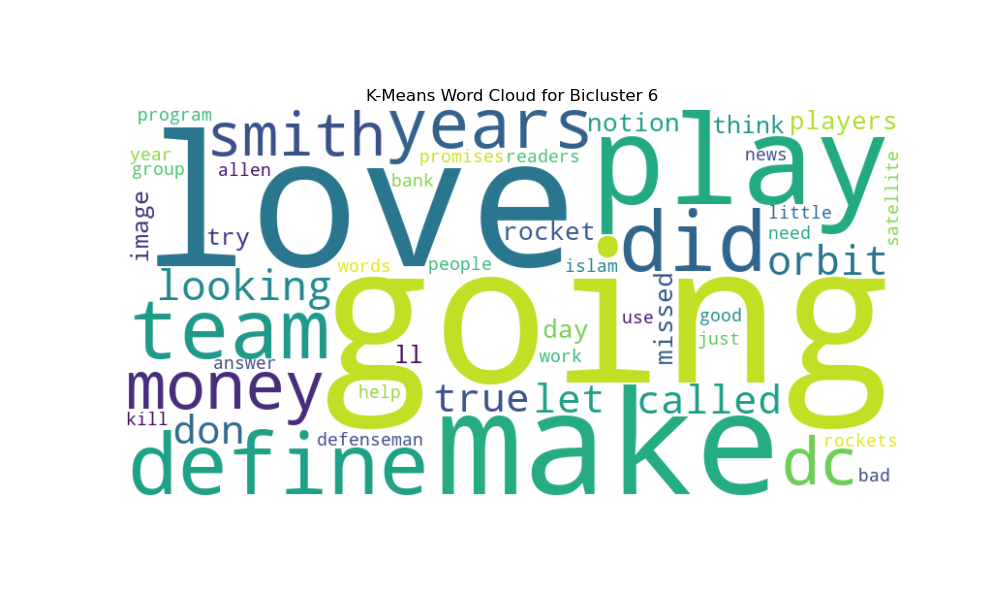 K-Means Word Cloud for Bicluster 6
program
smith
years
notion
think
players
love
play
year
group
allen
promises
readers
bank
news
satellite
image
try
rocket
did
little
need
orbit
looking
words
people
islam
going
team
missed
use
good
just
day
work
ll
answer
money
help
true
let
called
kill
don
defenseman
define
make
dc
rockets
bad